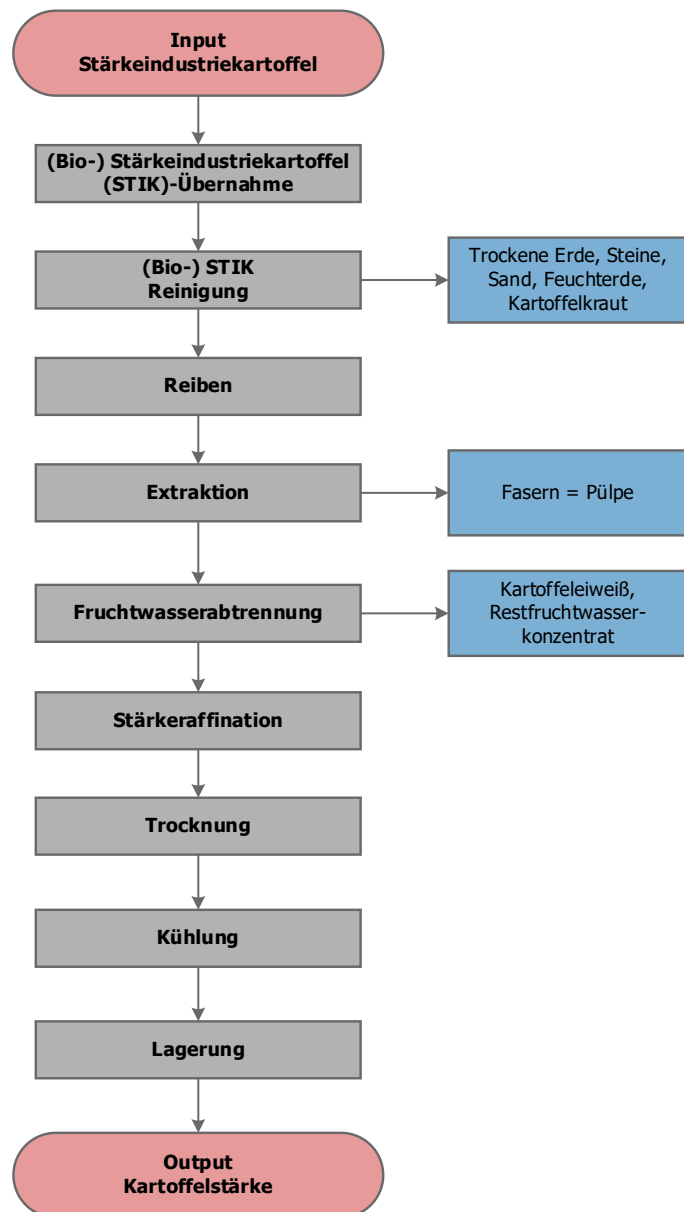 Input
Stärkeindustriekartoffel
(Bio-) Stärkeindustriekartoffel
(STIK)-Übernahme
(Bio-) STIK
Reinigung
Trockene Erde, Steine,
Sand, Feuchterde,
Kartoffelkraut
Reiben
Extraktion
Fasern = Pülpe
Fruchtwasserabtrennung
Kartoffeleiweiß,
Restfruchtwasser-
konzentrat
Stärkeraffination
Trocknung
Kühlung
Lagerung
Output
Kartoffelstärke